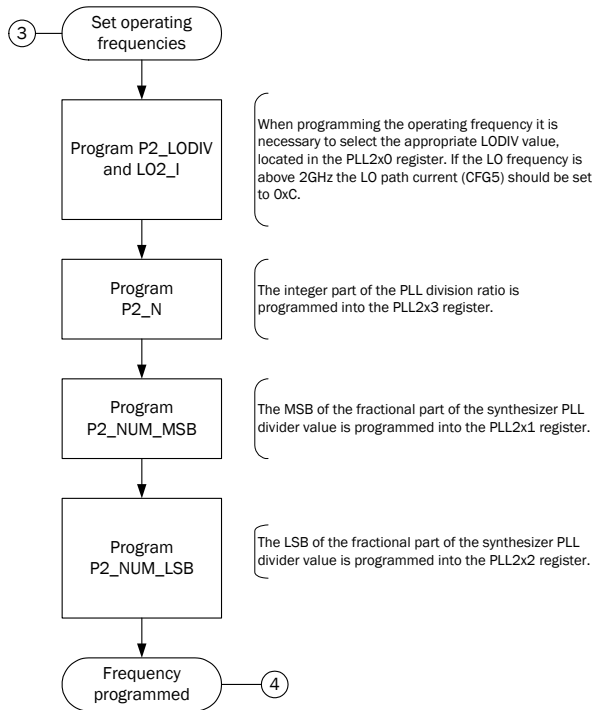 3
Set operating
frequencies
Program P2_LODIV
and LO2_I
When programming the operating frequency it is
necessary to select the appropriate LODIV value,
located in the PLL2x0 register. If the LO frequency is
above 2GHz the LO path current (CFG5) should be set
to 0xC.
Program
P2_N
The integer part of the PLL division ratio is
programmed into the PLL2x3 register.
Program
P2_NUM_MSB
The MSB of the fractional part of the synthesizer PLL
divider value is programmed into the PLL2x1 register.
Program
P2_NUM_LSB
The LSB of the fractional part of the synthesizer PLL
divider value is programmed into the PLL2x2 register.
Frequency
programmed
4